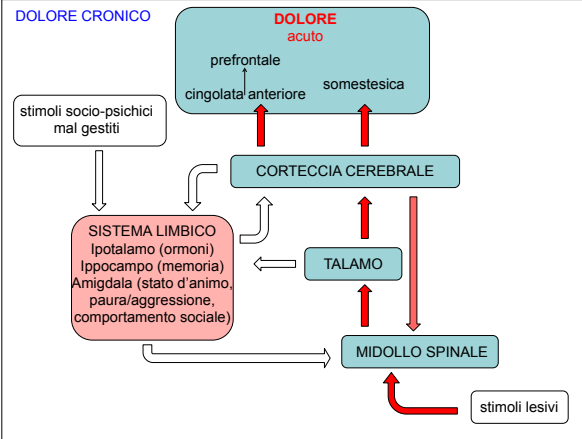 DOLORE CRONICO
DOLORE
acuto
prefrontale
cingolata anteriore
somestesica
stimoli socio-psichici
mal gestiti
CORTECCIA CEREBRALE
SISTEMA LIMBICO
Ipotalamo (ormoni)
Ippocampo (memoria)
Amigdala (stato d'animo,
paura/aggressione,
comportamento sociale)
TALAMO
MIDOLLO SPINALE
stimoli lesivi